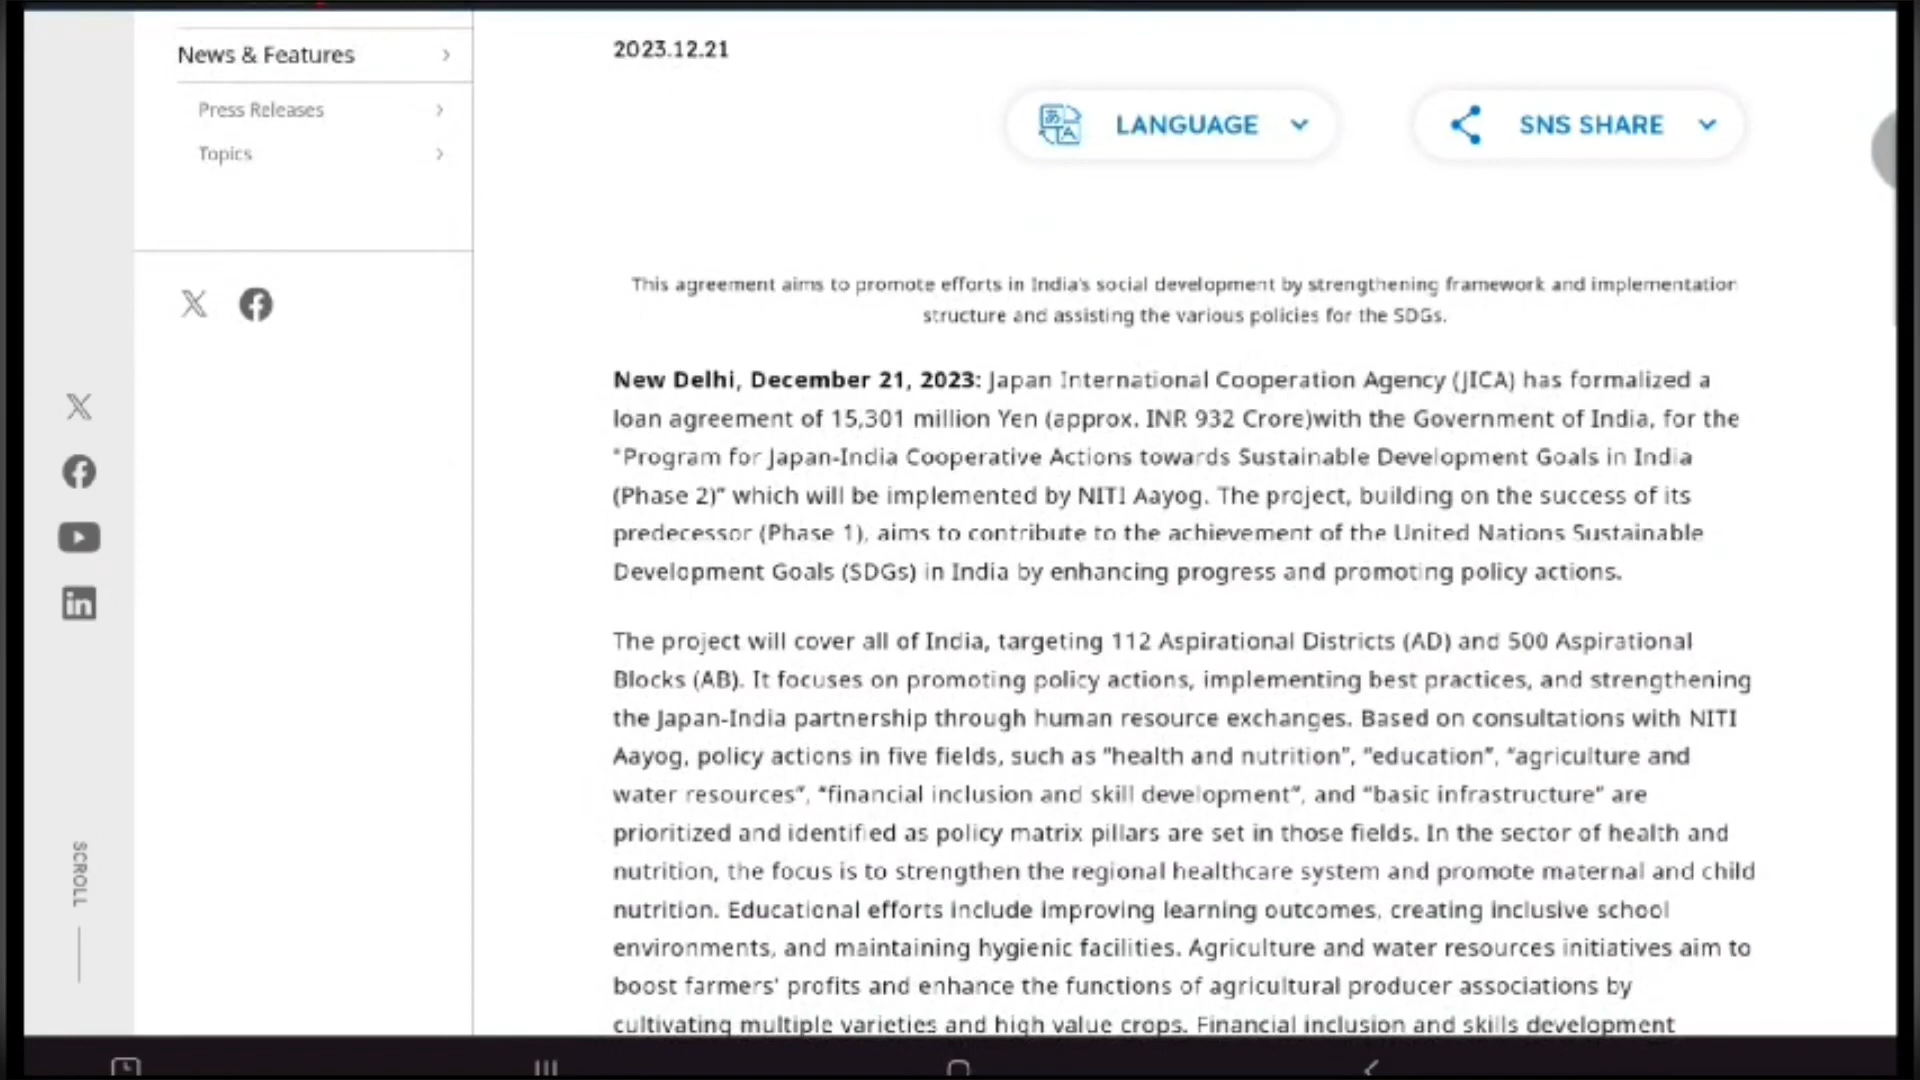 News & Features
Press Releases
Topics
SCROLL
2023.12.21
LANGUAGE
SNS SHARE
This agreement aims to promote efforts in India's social development by strengthening framework and implementation
structure and assisting the various policies for the SDGs.
New Delhi, December 21, 2023: Japan International Cooperation Agency (JICA) has formalized a
loan agreement of 15,301 million Yen (approx. INR 932 Crore)with the Government of India, for the
"Program for Japan-India Cooperative Actions towards Sustainable Development Goals in India
(Phase 2)" which will be implemented by NITI Aayog. The project, building on the success of its
predecessor (Phase 1), aims to contribute to the achievement of the United Nations Sustainable
Development Goals (SDGs) in India by enhancing progress and promoting policy actions.
The project will cover all of India, targeting 112 Aspirational Districts (AD) and 500 Aspirational
Blocks (AB). It focuses on promoting policy actions, implementing best practices, and strengthening
the Japan-India partnership through human resource exchanges. Based on consultations with NITI
Aayog, policy actions in five fields, such as "health and nutrition", "education", "agriculture and
water resources", "financial inclusion and skill development", and "basic infrastructure" are
prioritized and identified as policy matrix pillars are set in those fields. In the sector of health and
nutrition, the focus is to strengthen the regional healthcare system and promote maternal and child
nutrition. Educational efforts include improving learning outcomes, creating inclusive school
environments, and maintaining hygienic facilities. Agriculture and water resources initiatives aim to
boost farmers' profits and enhance the functions of agricultural producer associations by
cultivating multiple varieties and high value crops. Financial inclusion and skills development